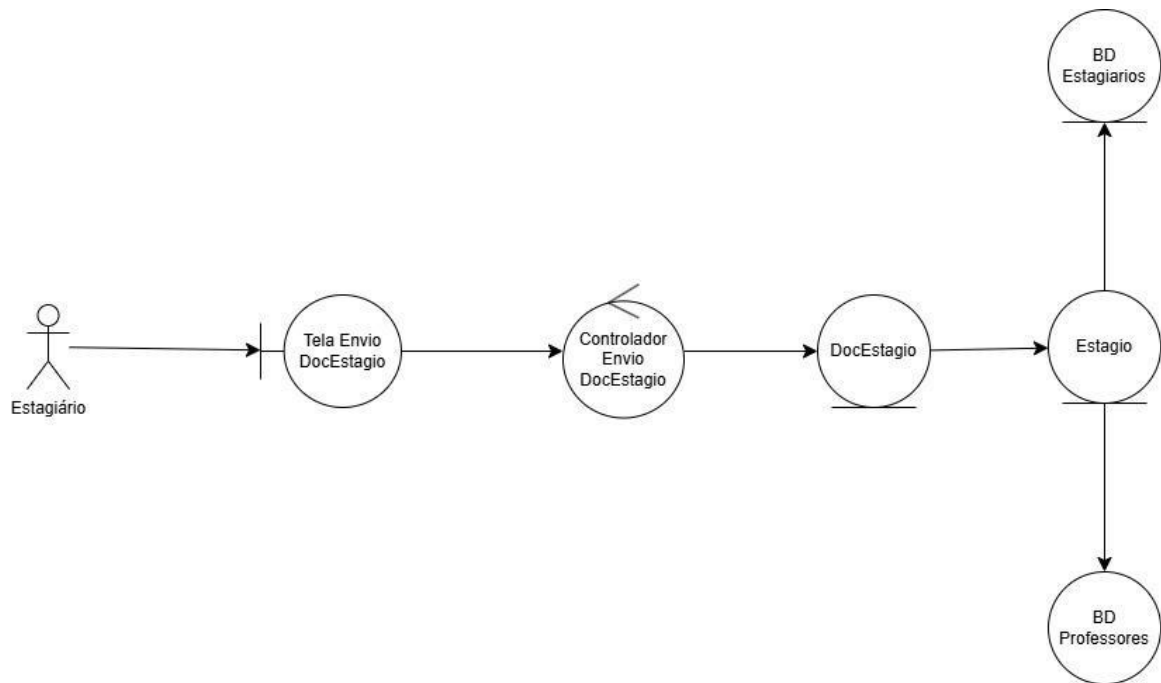 BD
Estagiarios
Estagiário
Tela Envio
DocEstagio
Controlador
Envio
DocEstagio
DocEstagio
Estagio
BD
Professores